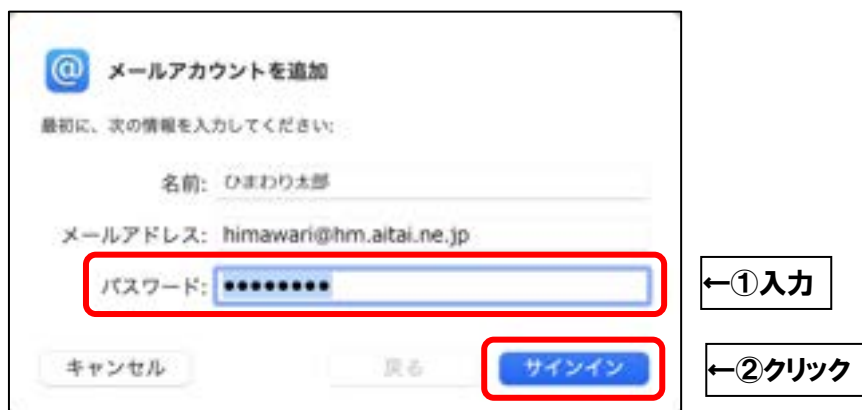 メールアカウントを追加
最初に、次の情報を入力してください:
名前: ひまわり太郎
メールアドレス: himawari@hm.aitai.ne.jp
パスワード: ●●●●●●●●
←①入力
キャンセル 戻る サインイン
←②クリック